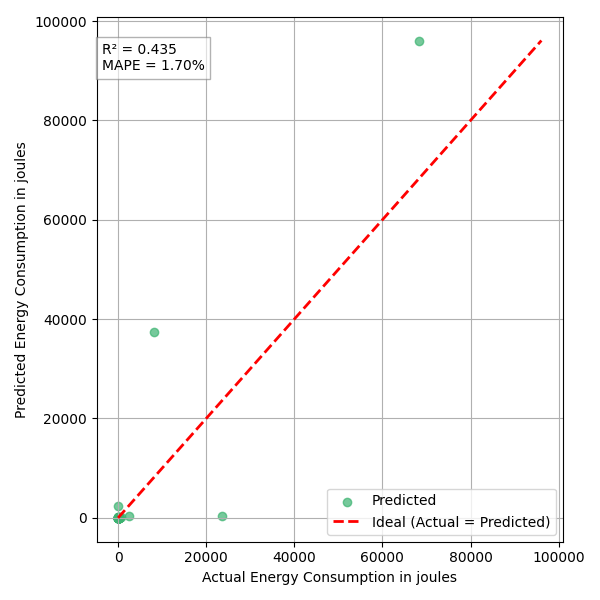 R² = 0.435
MAPE = 1.70%
100000
80000
60000
40000
20000
0
Predicted Energy Consumption in joules
Predicted
Ideal (Actual = Predicted)
0
20000
40000
60000
80000
100000
Actual Energy Consumption in joules